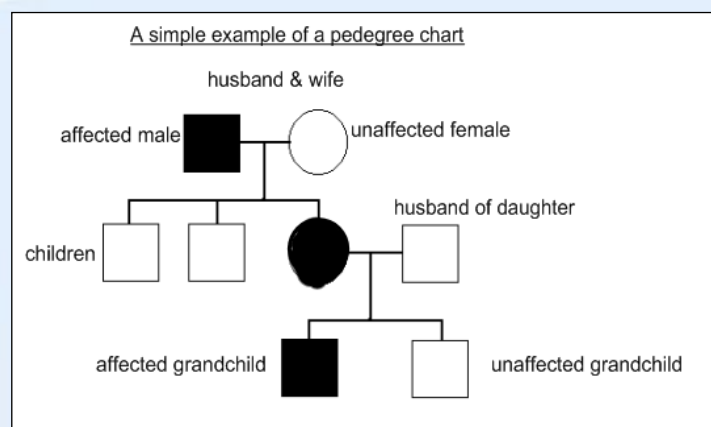 A simple example of a pedegree chart
husband & wife
affected male
unaffected female
husband of daughter
children
affected grandchild
unaffected grandchild